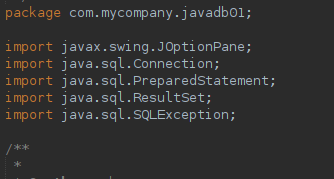 package com.mycompany.javadb01;
import javax.swing.JOptionPane;
import java.sql.Connection;
import java.sql.PreparedStatement;
import java.sql.ResultSet;
import java.sql.SQLException;
/**
*